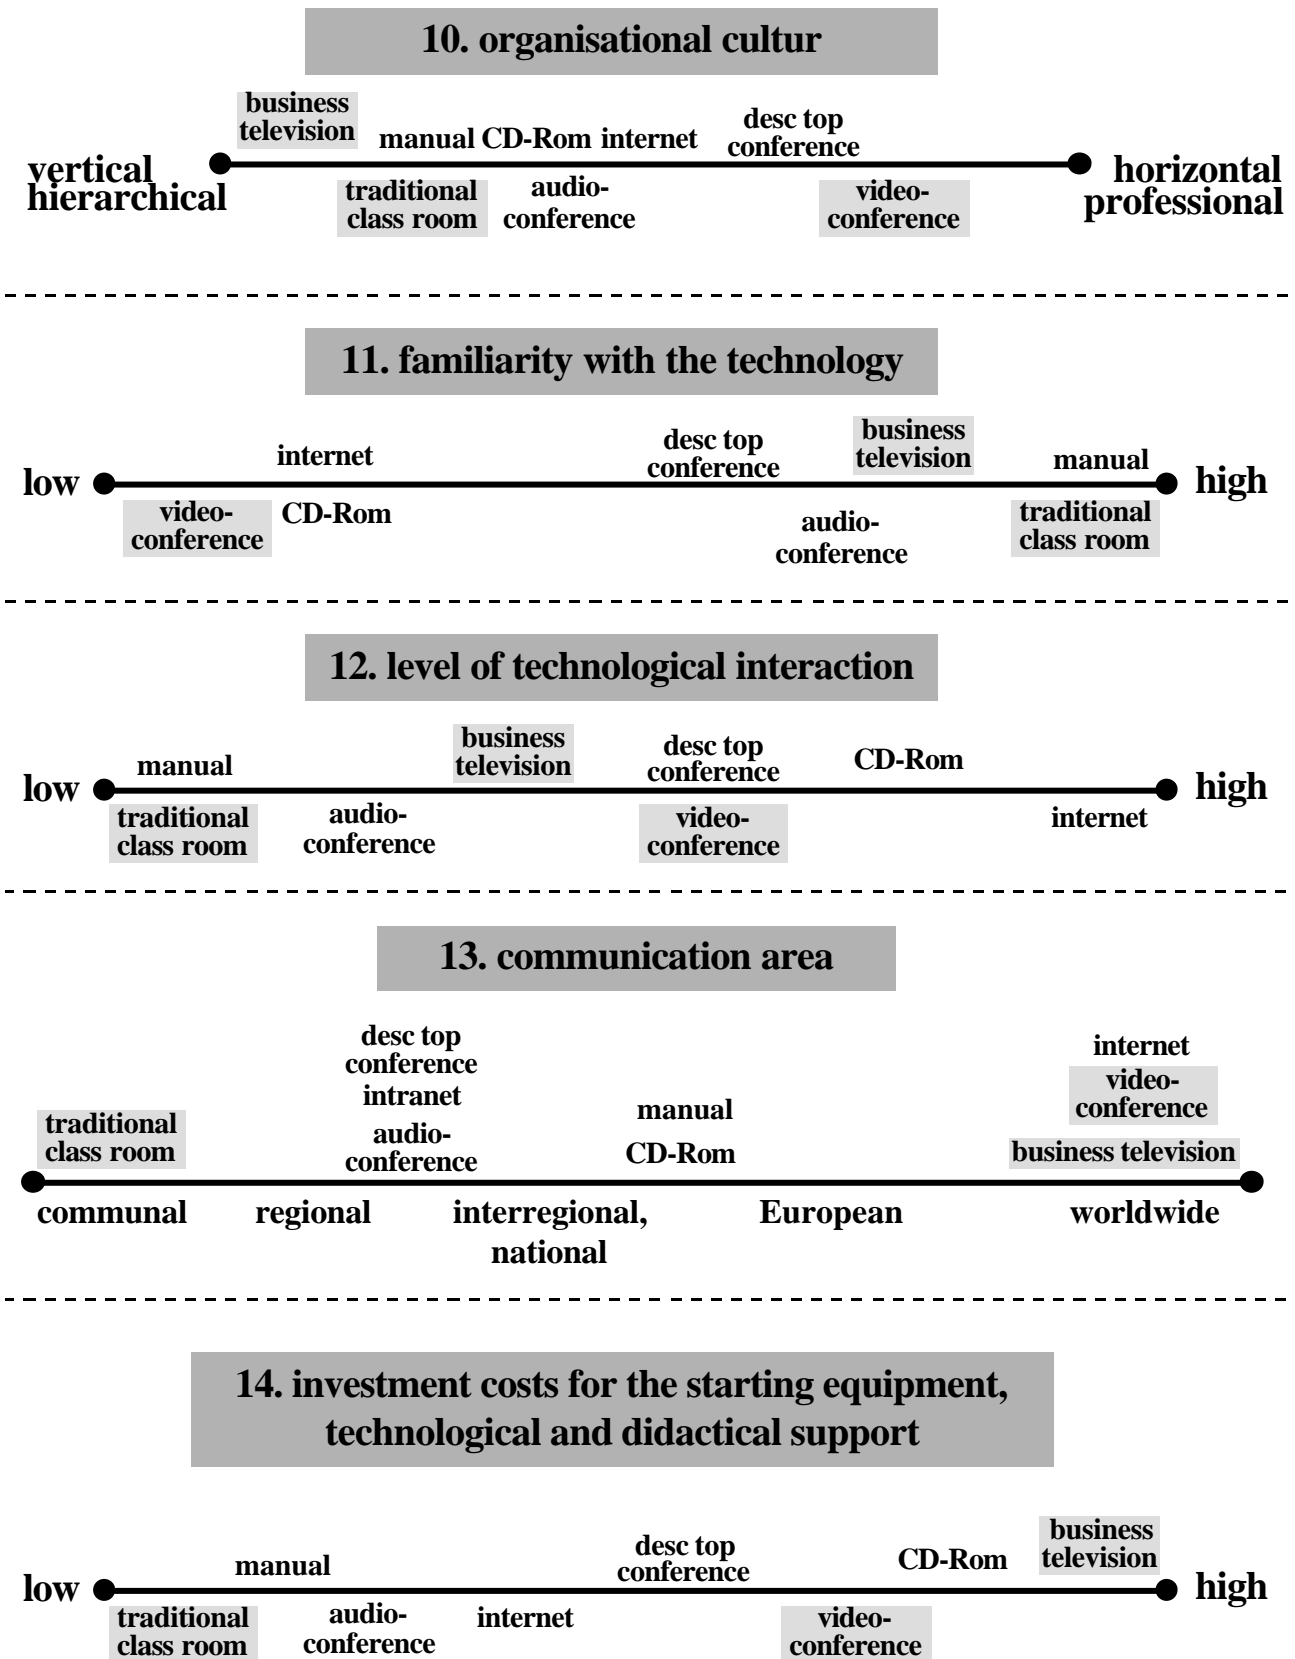 10. organisational cultur
business
television
manual CD-Rom internet
desc top
conference
vertical
hierarchical
horizontal
professional
traditional
class room
audio-
conference
video-
conference
11. familiarity with the technology
internet
desc top
conference
business
television
manual
low
high
video-
conference
CD-Rom
audio-
conference
traditional
class room
12. level of technological interaction
manual
business
television
desc top
conference
CD-Rom
low
high
traditional
class room
audio-
conference
video-
conference
internet
13. communication area
traditional
class room
desc top
conference
intranet
audio-
conference
manual
CD-Rom
internet
video-
conference
business television
communal
regional
interregional,
national
European
worldwide
14. investment costs for the starting equipment,
technological and didactical support
manual
desc top
conference
CD-Rom
business
television
low
high
traditional
class room
audio-
conference
internet
video-
conference